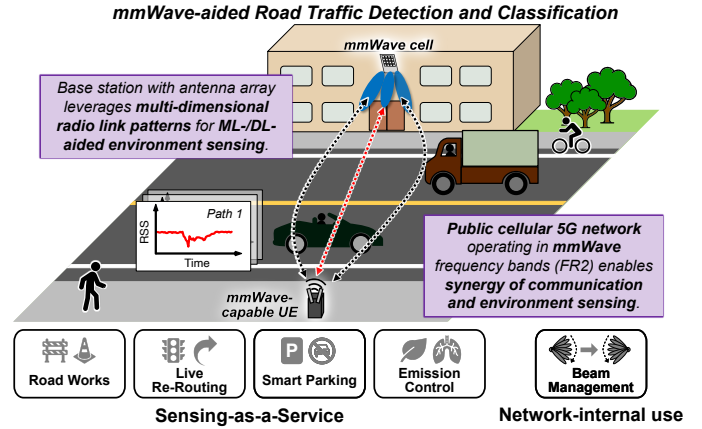 mmWave-aided Road Traffic Detection and Classification
mmWave cell
Base station with antenna array
leverages multi-dimensional
radio link patterns for ML-/DL-
aided environment sensing.
Path 1
RSS
Time
Public cellular 5G network
operating in mmWave
frequency bands (FR2) enables
synergy of communication
and environment sensing.
mmWave-
capable UE
Road Works
Live
Re-Routing
P
Smart Parking
Emission
Control
Beam
Management
Sensing-as-a-Service
Network-internal use